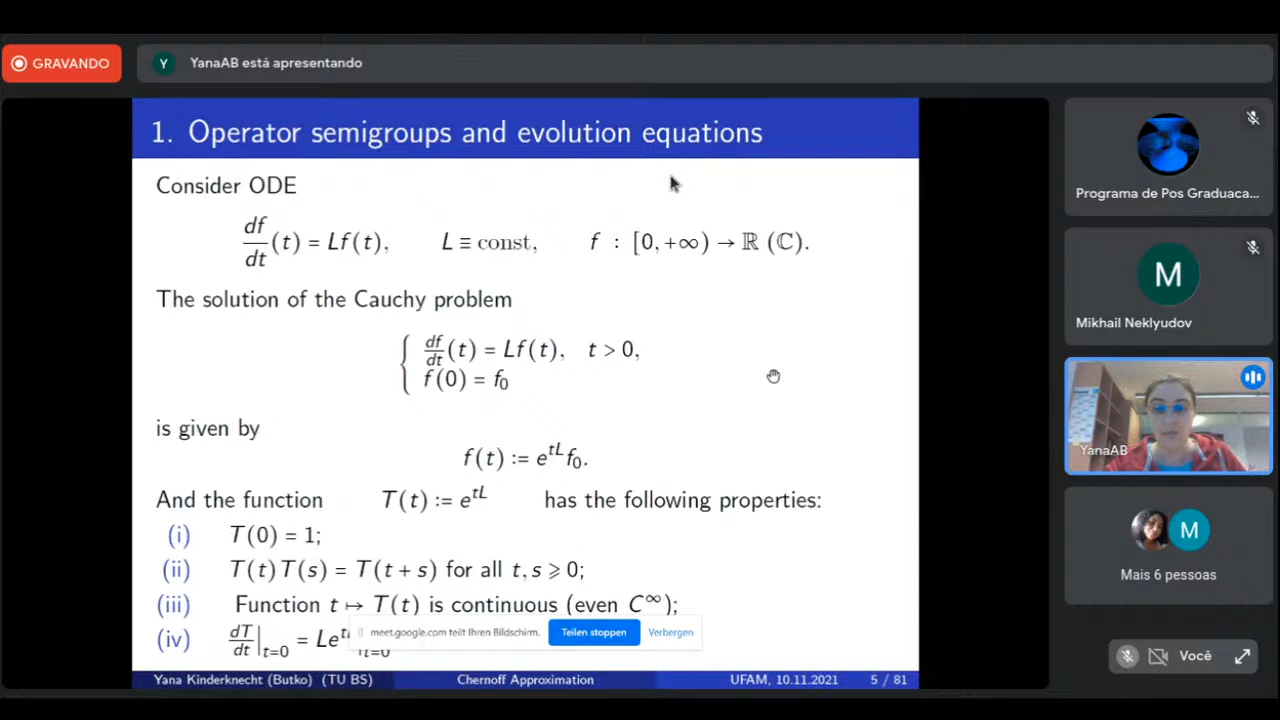 GRAVANDO
Y YanaAB está apresentando
1. Operator semigroups and evolution equations
Consider ODE
df/dt (t) = Lf(t), L ≡ const, f : [0, +∞) → ℝ (ℂ).
The solution of the Cauchy problem
{ df/dt (t) = Lf(t), t > 0,
f(0) = f₀
is given by
f(t) := e^{tL} f₀.
And the function T(t) := e^{tL} has the following properties:
(i) T(0) = 1;
(ii) T(t)T(s) = T(t + s) for all t, s ⩾ 0;
(iii) Function t ↦ T(t) is continuous (even C^∞);
(iv) dT/dt |_{t=0} = Le
meet.google.com teilt Ihren Bildschirm. Teilen stoppen Verbergen
Yana Kinderknecht (Butko) (TU BS) Chernoff Approximation UFAM, 10.11.2021 5 / 81
Programa de Pos Graduaca...
M
Mikhail Neklyudov
YanaAB
M
Mais 6 pessoas
Você